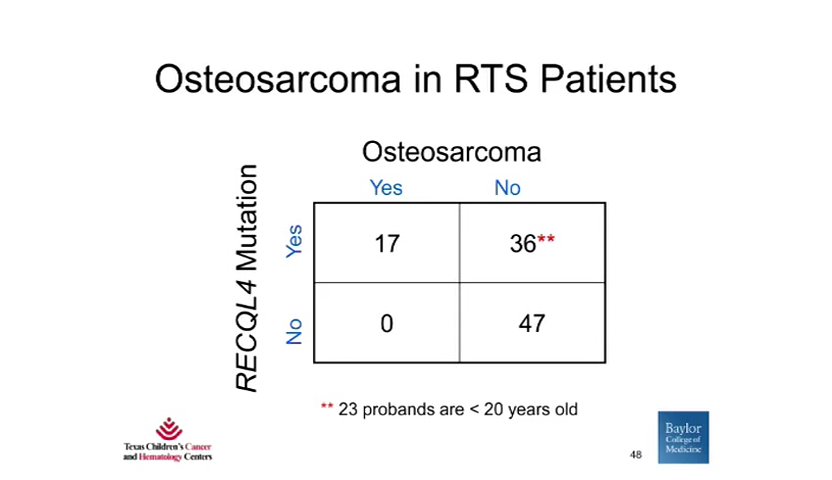 Osteosarcoma in RTS Patients
Osteosarcoma
Yes No
RECQL4 Mutation
Yes
17 36**
No
0 47
** 23 probands are < 20 years old
Texas Children's Cancer
and Hematology Centers
48
Baylor
College of
Medicine